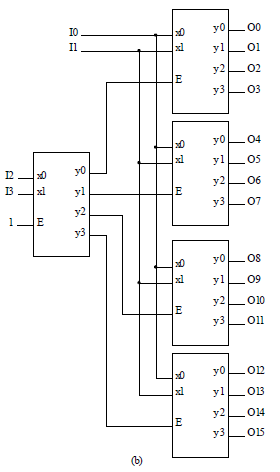 I0 x0 y0 O0
I1 x1 y1 O1
y2 O2
E y3 O3
x0 y0 O4
x1 y1 O5
y2 O6
E y3 O7
I2 x0 y0
I3 x1 y1
1 E y2
y3
x0 y0 O8
x1 y1 O9
y2 O10
E y3 O11
x0 y0 O12
x1 y1 O13
y2 O14
E y3 O15
(b)